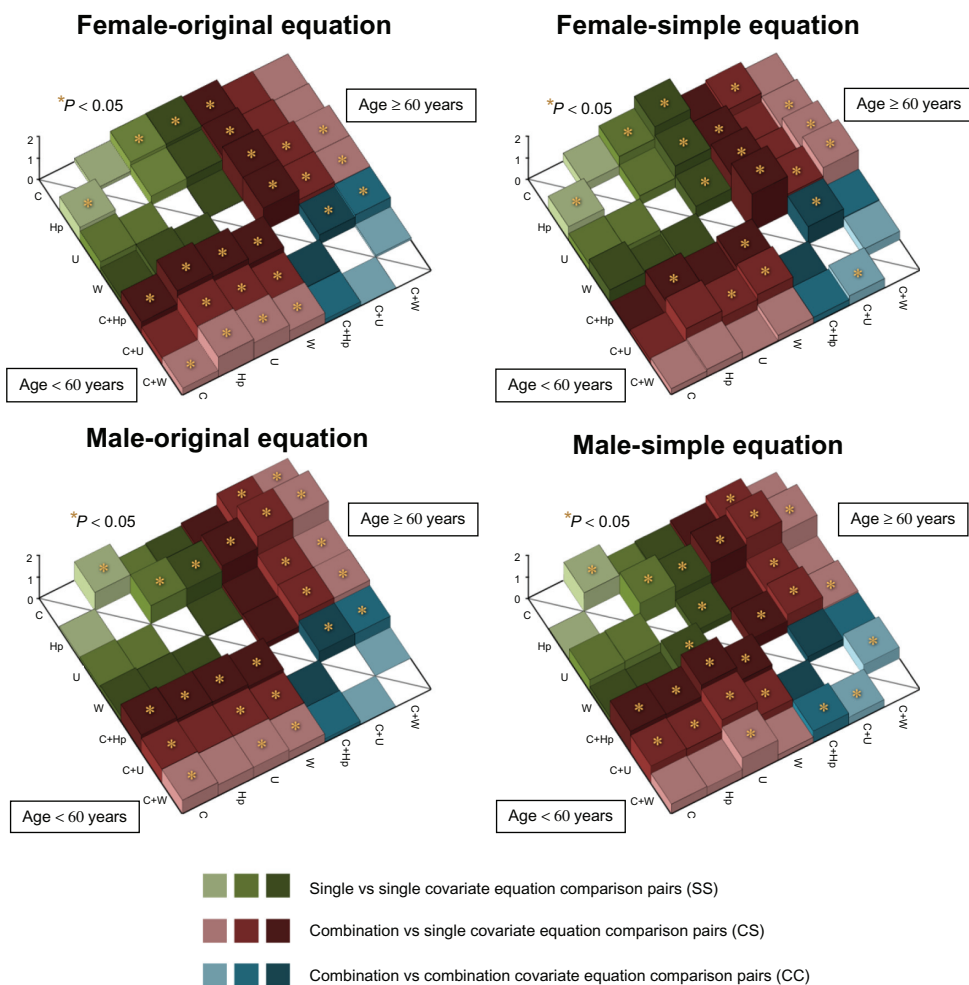 Female-original equation
*P < 0.05
Age ≥ 60 years
2
1
0
C
Hp
U
W
C+Hp
C+U
C+W
C
Hp
U
W
C+Hp
C+U
C+W
Age < 60 years
Female-simple equation
*P < 0.05
Age ≥ 60 years
2
1
0
C
Hp
U
W
C+Hp
C+U
C+W
C
Hp
U
W
C+Hp
C+U
C+W
Age < 60 years
Male-original equation
*P < 0.05
Age ≥ 60 years
2
1
0
C
Hp
U
W
C+Hp
C+U
C+W
C
Hp
U
W
C+Hp
C+U
C+W
Age < 60 years
Male-simple equation
*P < 0.05
Age ≥ 60 years
2
1
0
C
Hp
U
W
C+Hp
C+U
C+W
C
Hp
U
W
C+Hp
C+U
C+W
Age < 60 years
Single vs single covariate equation comparison pairs (SS)
Combination vs single covariate equation comparison pairs (CS)
Combination vs combination covariate equation comparison pairs (CC)